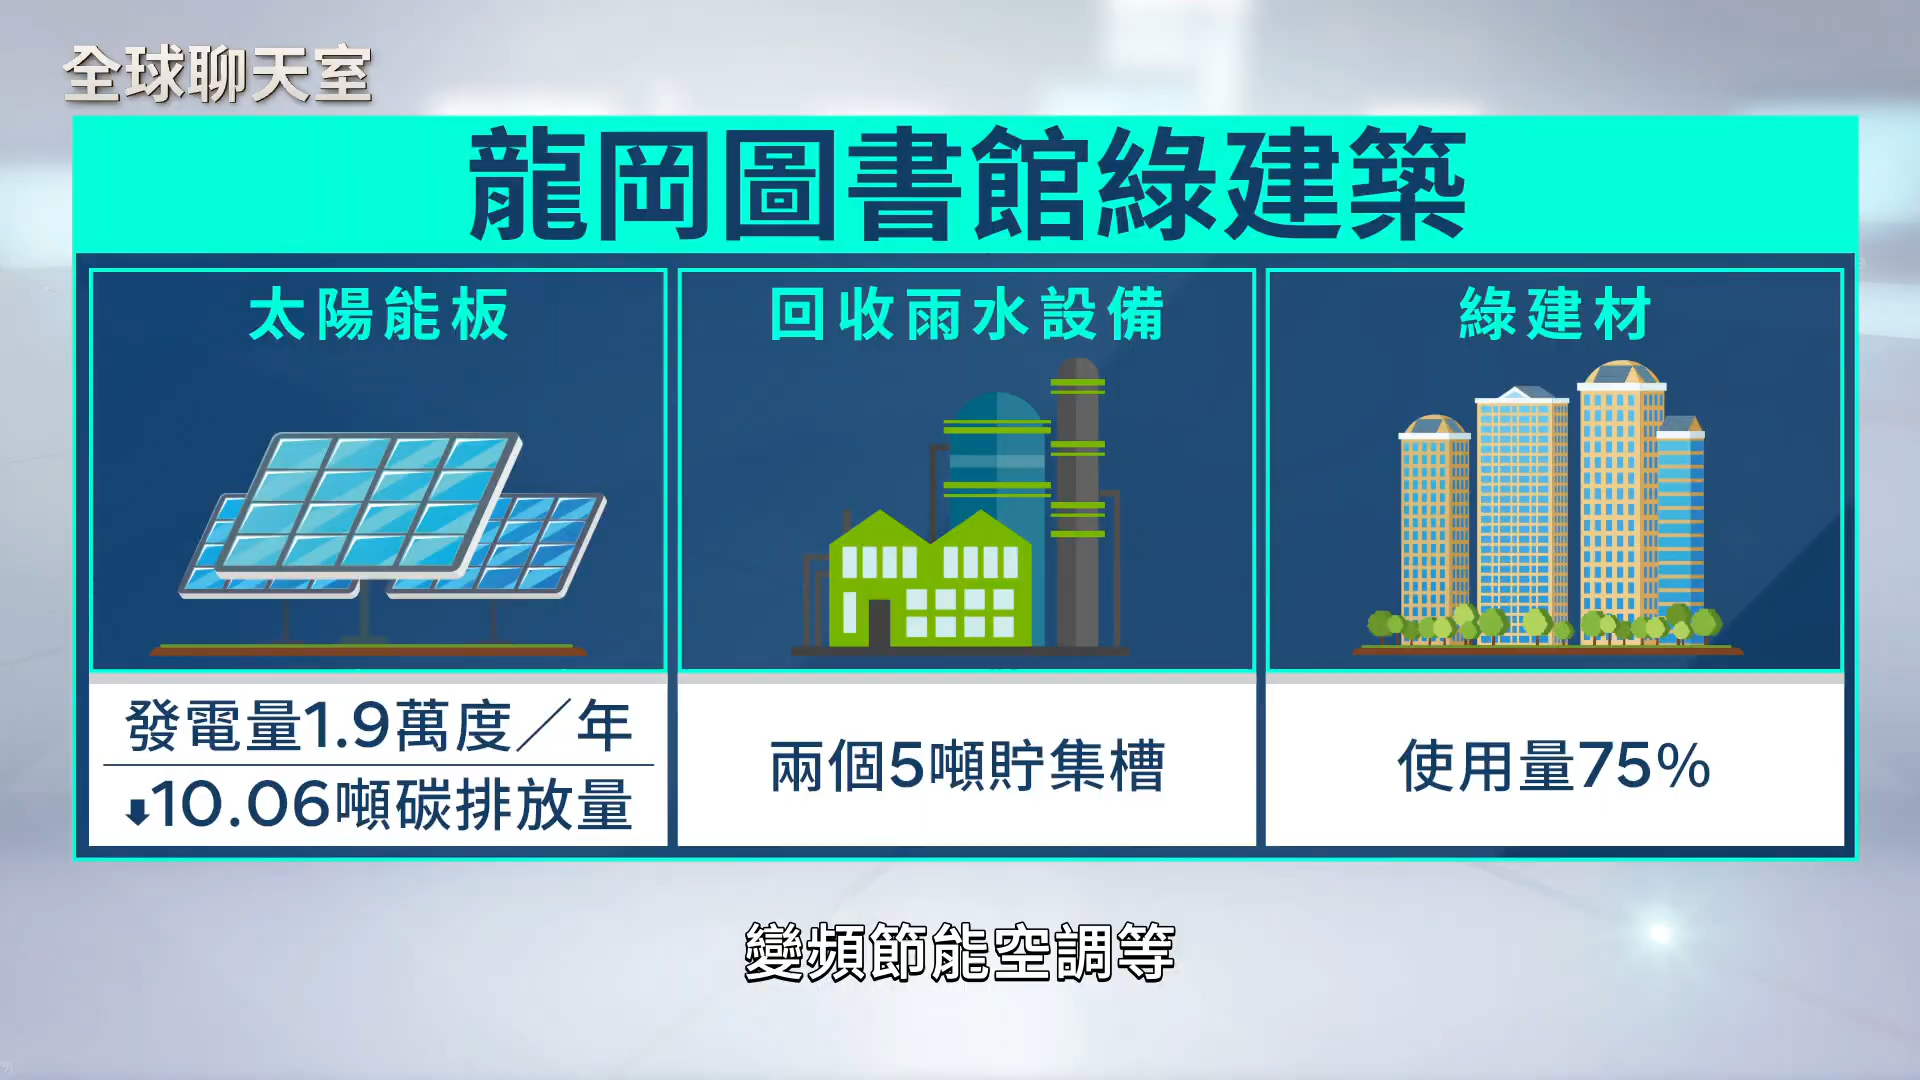 全球聊天室
龍岡圖書館綠建築
太陽能板
回收雨水設備
綠建材
發電量1.9萬度／年
⬇10.06噸碳排放量
兩個5噸貯集槽
使用量75%
變頻節能空調等